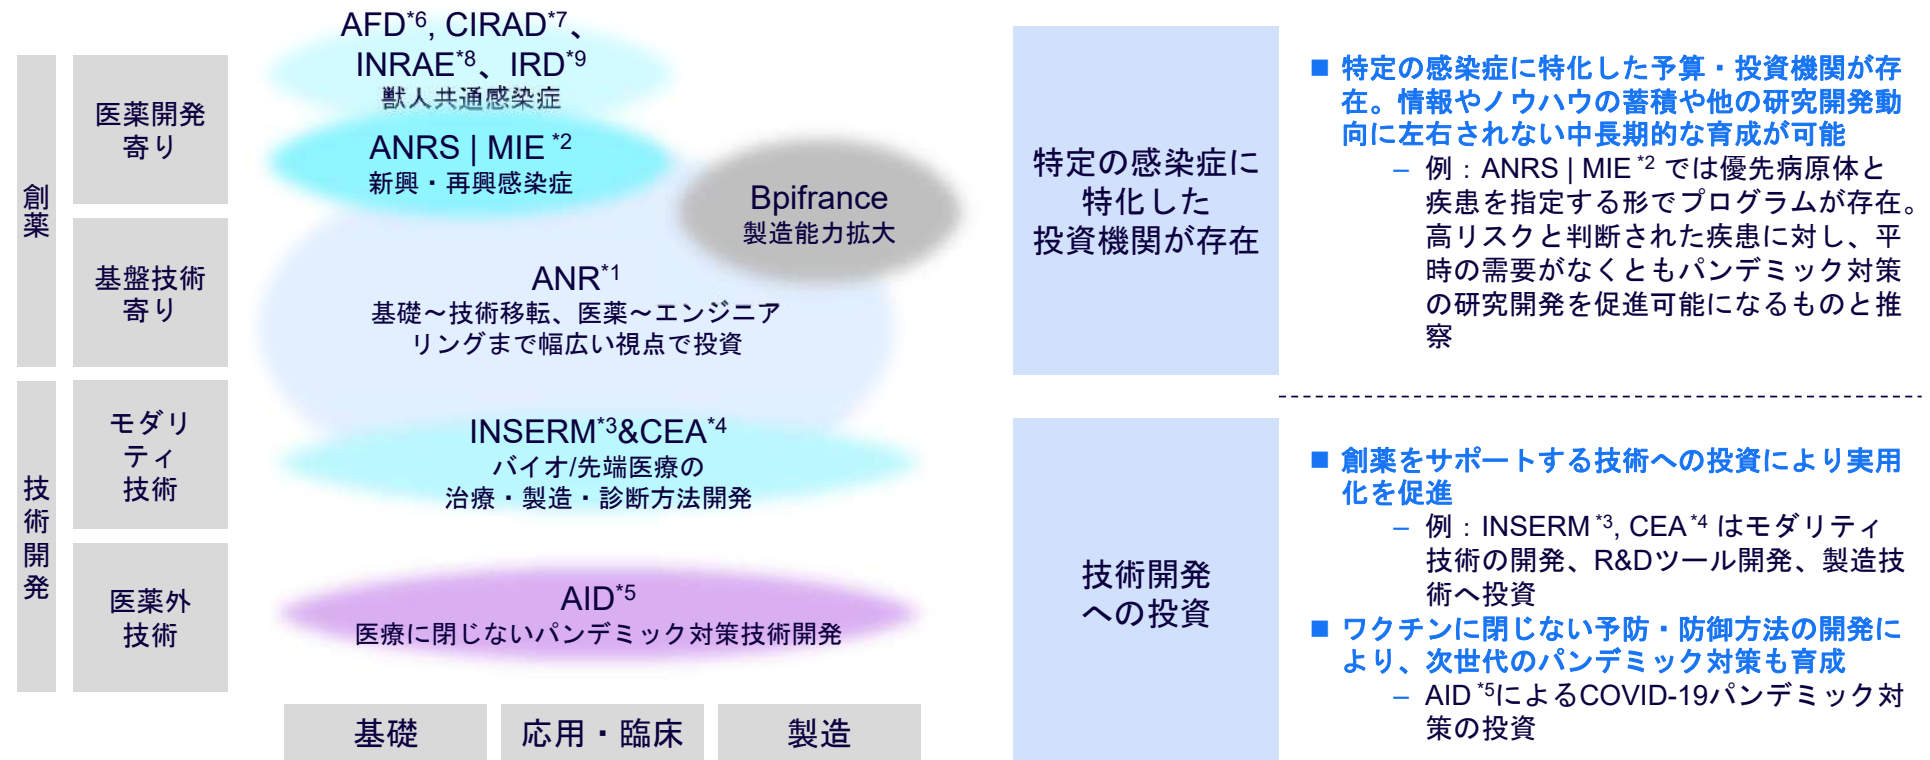 創薬
医薬開発
寄り
基盤技術
寄り
技術開発
モダリ
ティ
技術
医薬外
技術
AFD*6, CIRAD*7、
INRAE*8、IRD*9
獣人共通感染症
ANRS | MIE *2
新興・再興感染症
Bpifrance
製造能力拡大
ANR*1
基礎～技術移転、医薬～エンジニア
リングまで幅広い視点で投資
INSERM*3&CEA*4
バイオ/先端医療の
治療・製造・診断方法開発
AID*5
医療に閉じないパンデミック対策技術開発
基礎
応用・臨床
製造
特定の感染症に
特化した
投資機関が存在
■ 特定の感染症に特化した予算・投資機関が存
在。情報やノウハウの蓄積や他の研究開発動
向に左右されない中長期的な育成が可能
– 例：ANRS | MIE *2 では優先病原体と
疾患を指定する形でプログラムが存在。
高リスクと判断された疾患に対し、平
時の需要がなくともパンデミック対策
の研究開発を促進可能になるものと推
察
技術開発
への投資
■ 創薬をサポートする技術への投資により実用
化を促進
– 例：INSERM *3, CEA *4 はモダリティ
技術の開発、R&Dツール開発、製造技
術へ投資
■ ワクチンに閉じない予防・防御方法の開発に
より、次世代のパンデミック対策も育成
– AID *5によるCOVID-19パンデミック対
策の投資